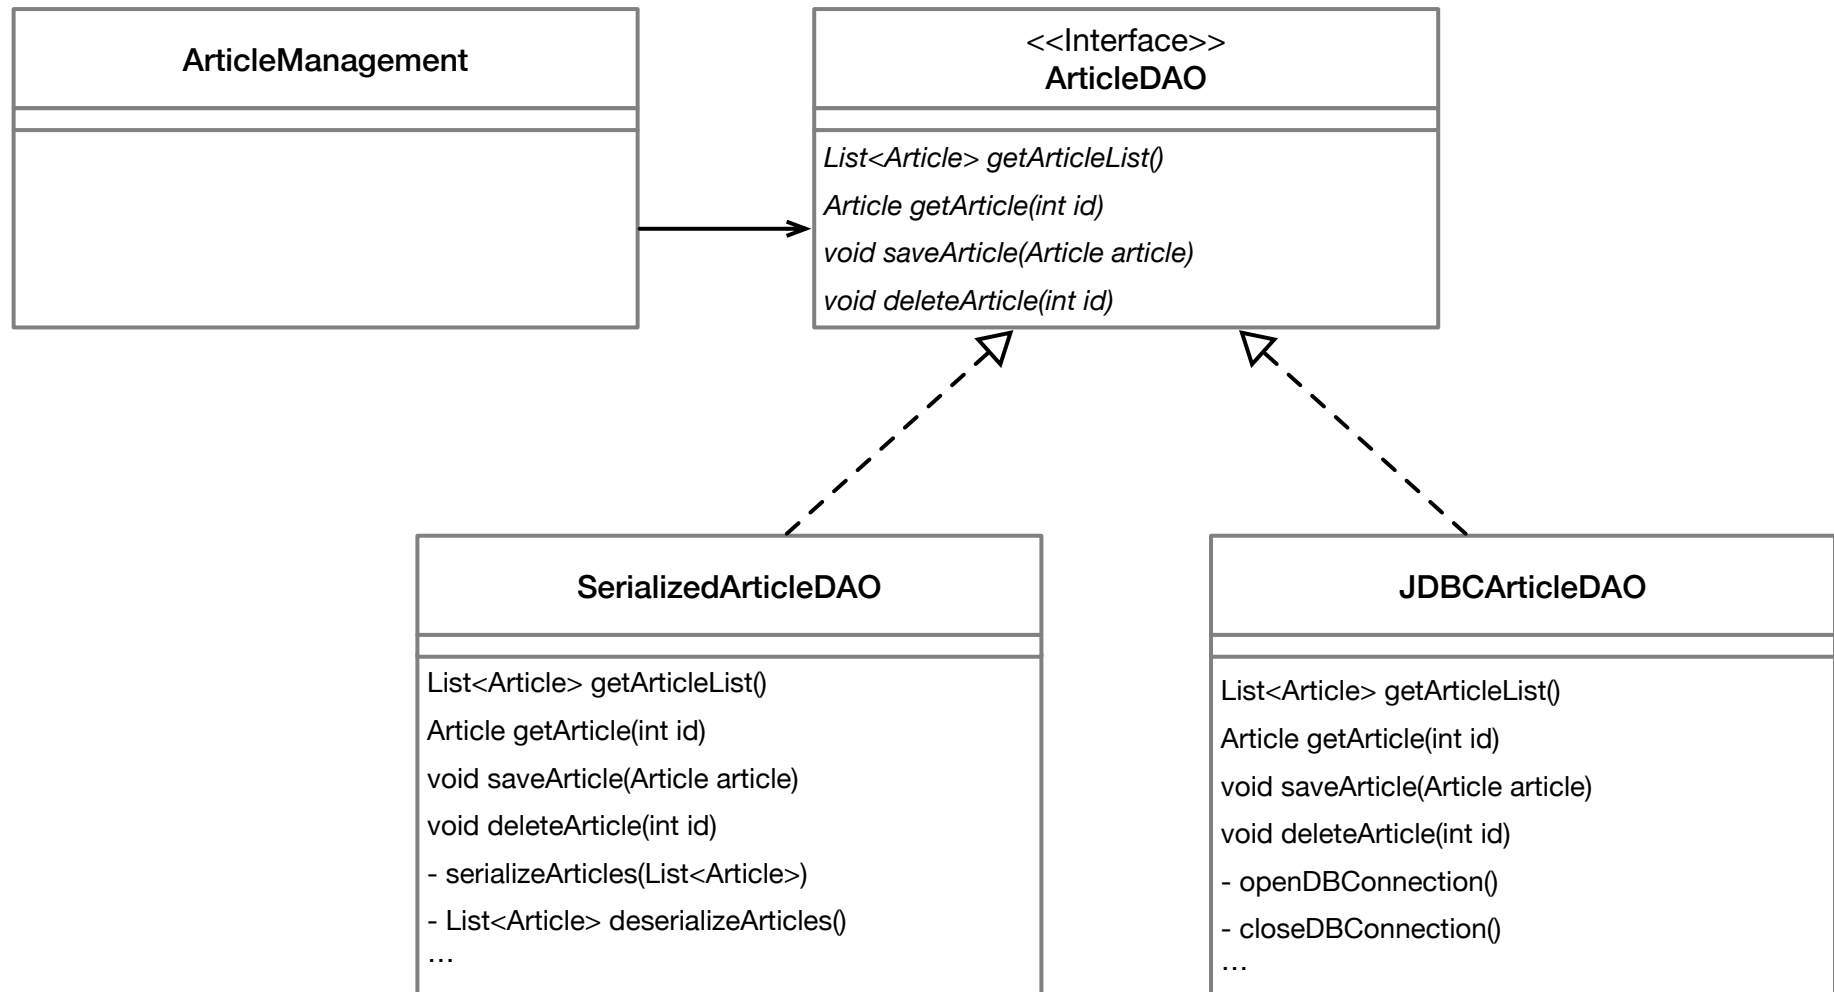 ArticleManagement
<<Interface>>
ArticleDAO
List<Article> getArticleList()
Article getArticle(int id)
void saveArticle(Article article)
void deleteArticle(int id)
SerializedArticleDAO
List<Article> getArticleList()
Article getArticle(int id)
void saveArticle(Article article)
void deleteArticle(int id)
- serializeArticles(List<Article>)
- List<Article> deserializeArticles()
...
JDBCArticleDAO
List<Article> getArticleList()
Article getArticle(int id)
void saveArticle(Article article)
void deleteArticle(int id)
- openDBConnection()
- closeDBConnection()
...